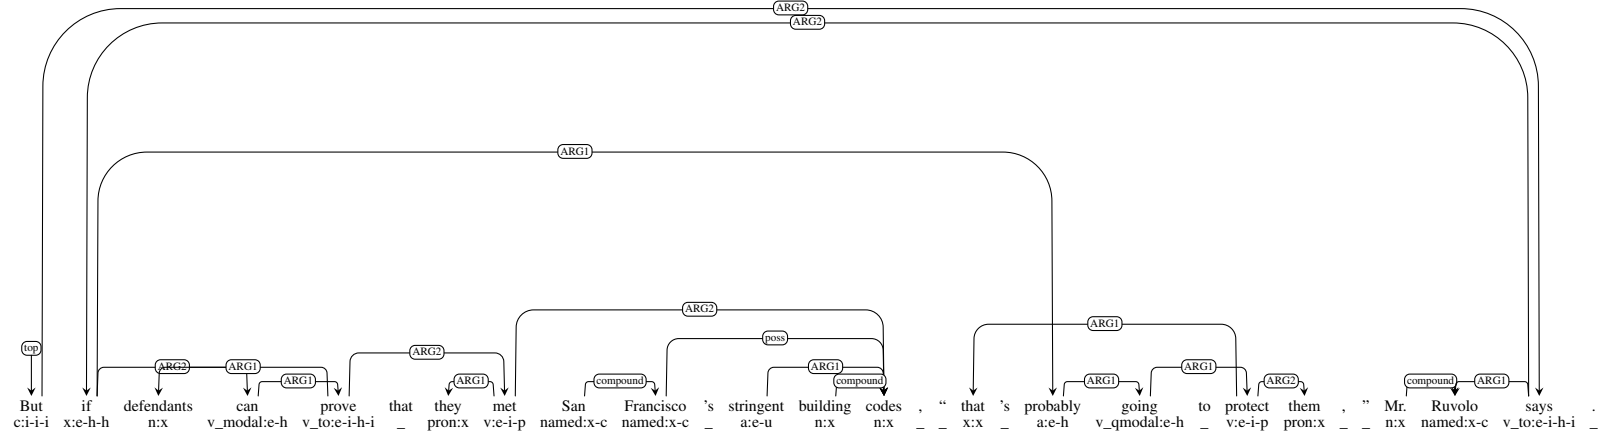 ARG2
ARG2
ARG1
ARG2
poss
ARG1
top
ARG2
ARG2 ARG1 ARG1 ARG1
ARG1 ARG1 compound compound ARG1 ARG2 compound ARG1
But if defendants can prove that they met San Francisco 's stringent building codes , “ that 's probably going to protect them , ” Mr. Ruvolo says .
c:i-i-i x:e-h-h n:x v_modal:e-h v_to:e-i-h-i _ pron:x v:e-i-p named:x-c named:x-c _ a:e-u n:x n:x _ _ x:x _ a:e-h v_qmodal:e-h _ v:e-i-p pron:x _ _ n:x named:x-c v_to:e-i-h-i _